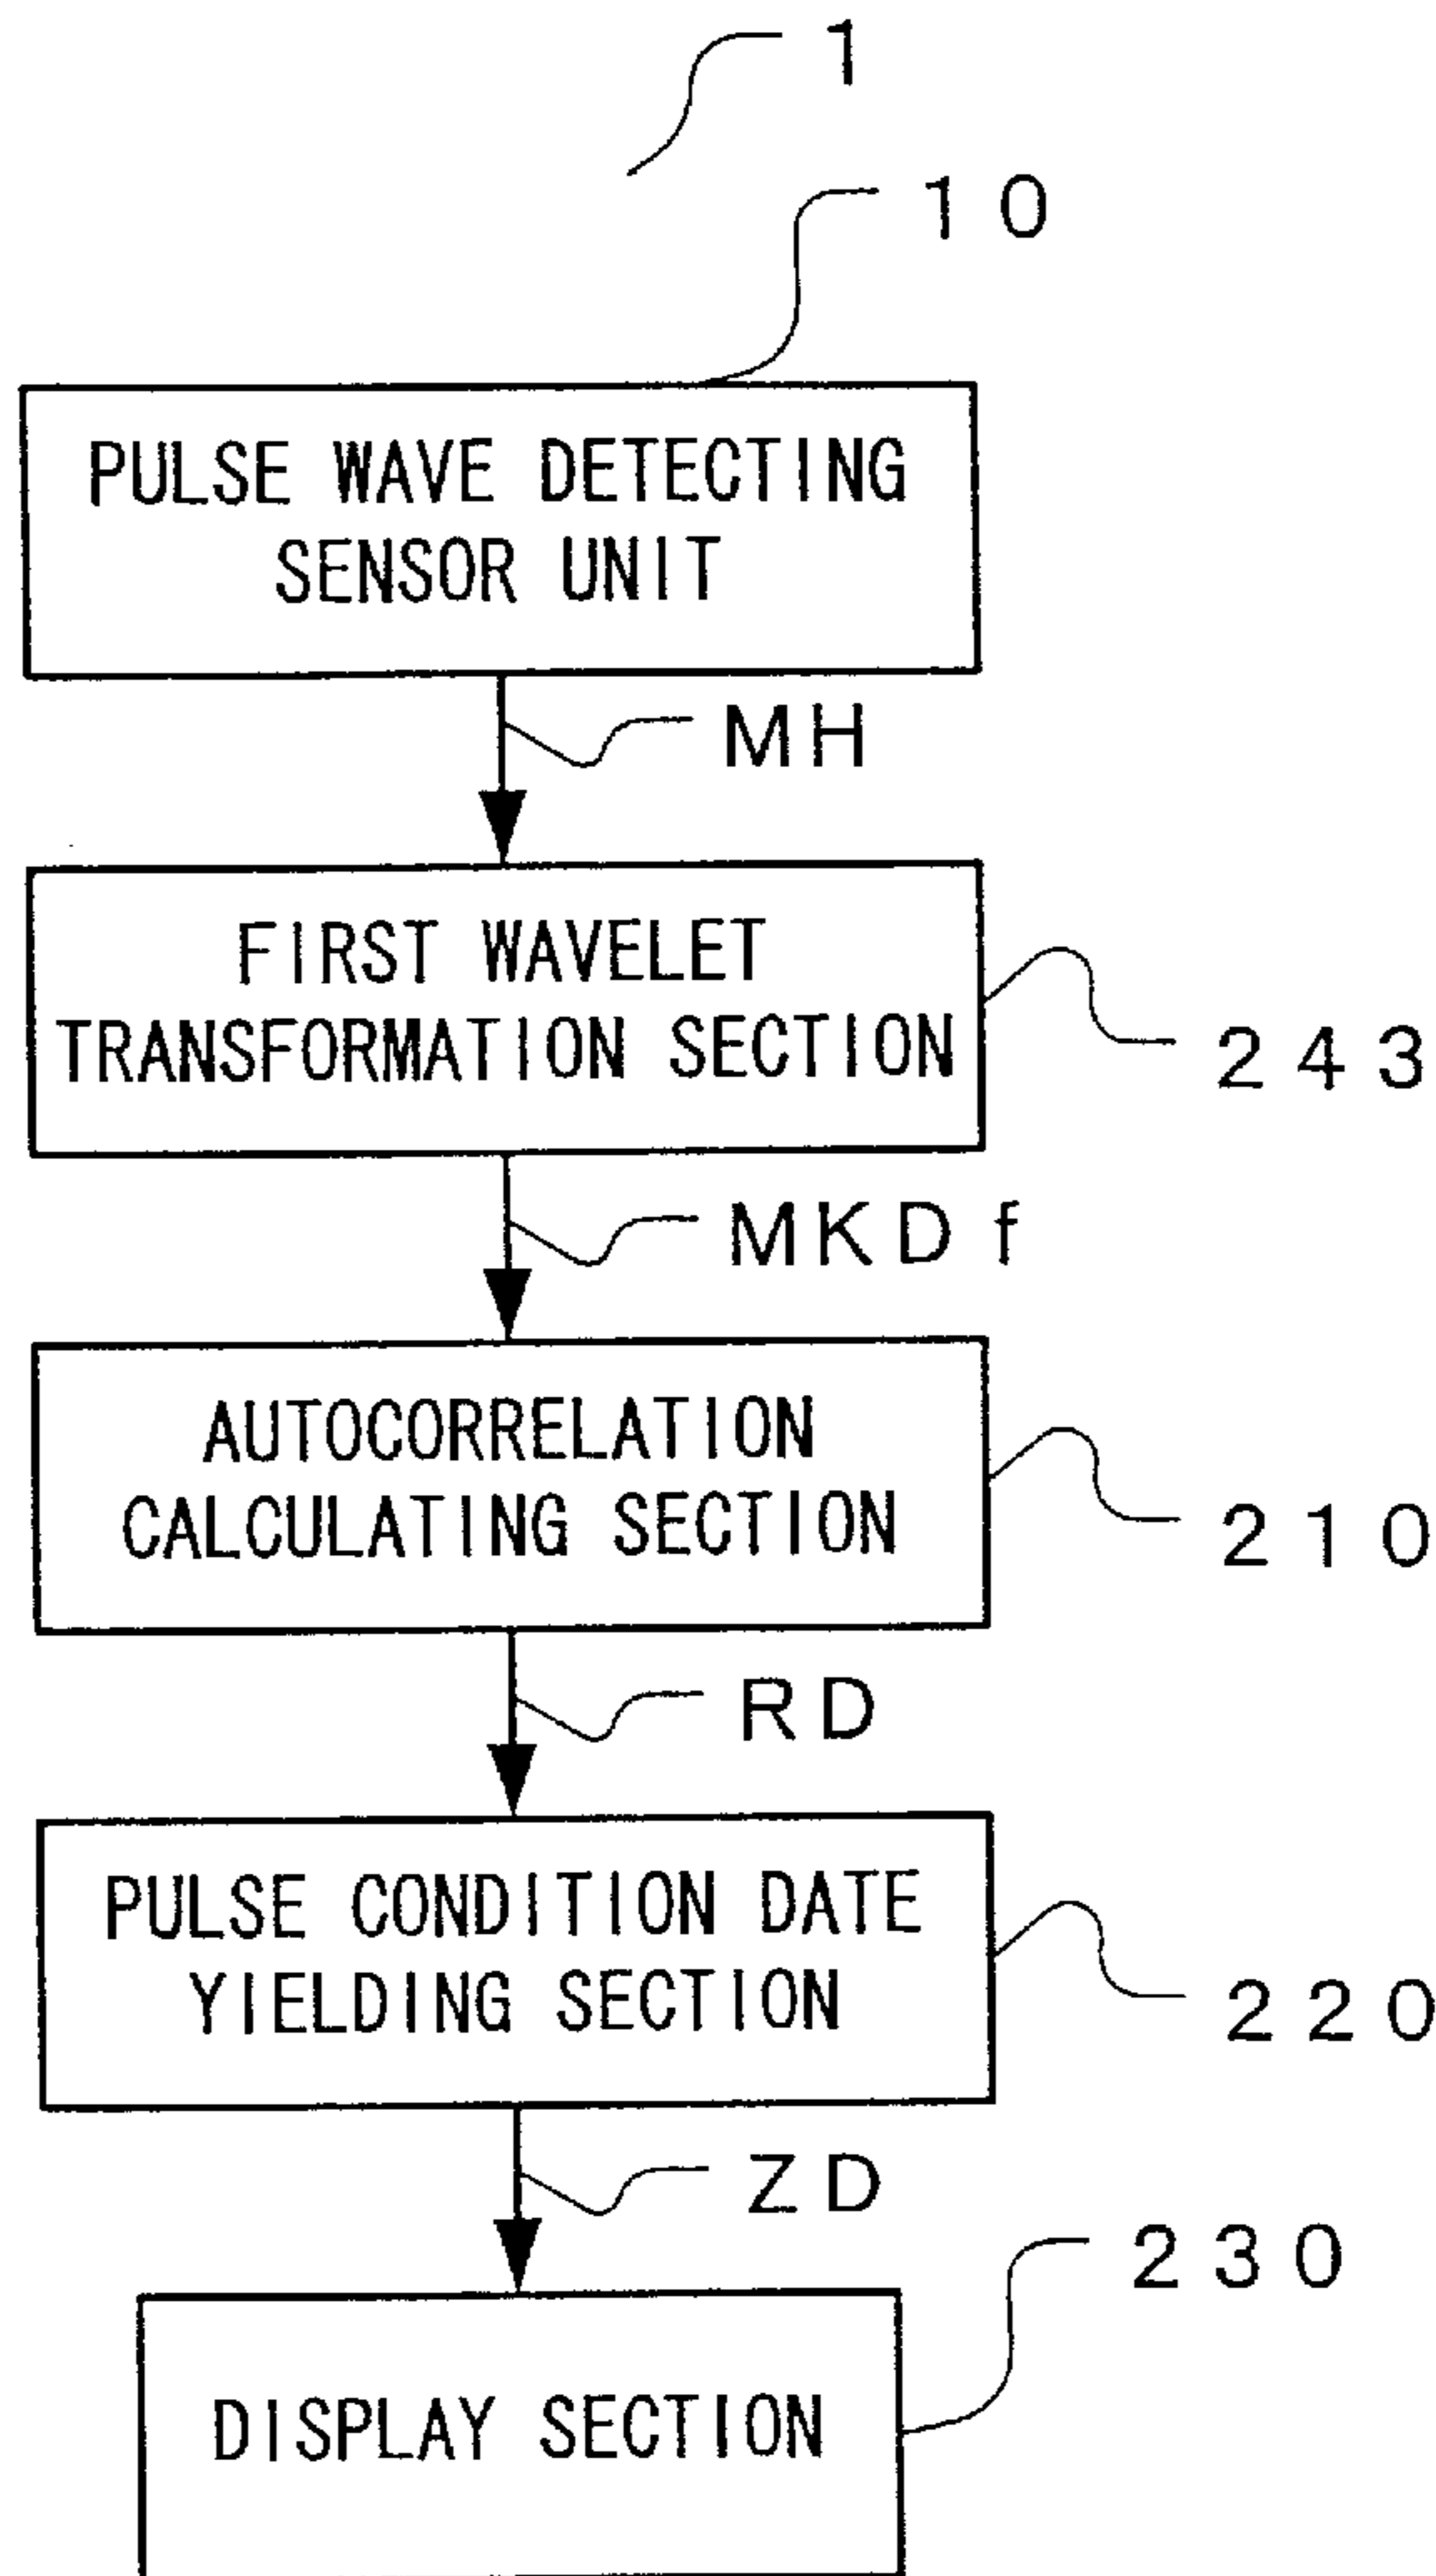 1
10
PULSE WAVE DETECTING
SENSOR UNIT
MH
FIRST WAVELET
TRANSFORMATION SECTION
243
MKDf
AUTOCORRELATION
CALCULATING SECTION
210
RD
PULSE CONDITION DATE
YIELDING SECTION
220
ZD
230
DISPLAY SECTION